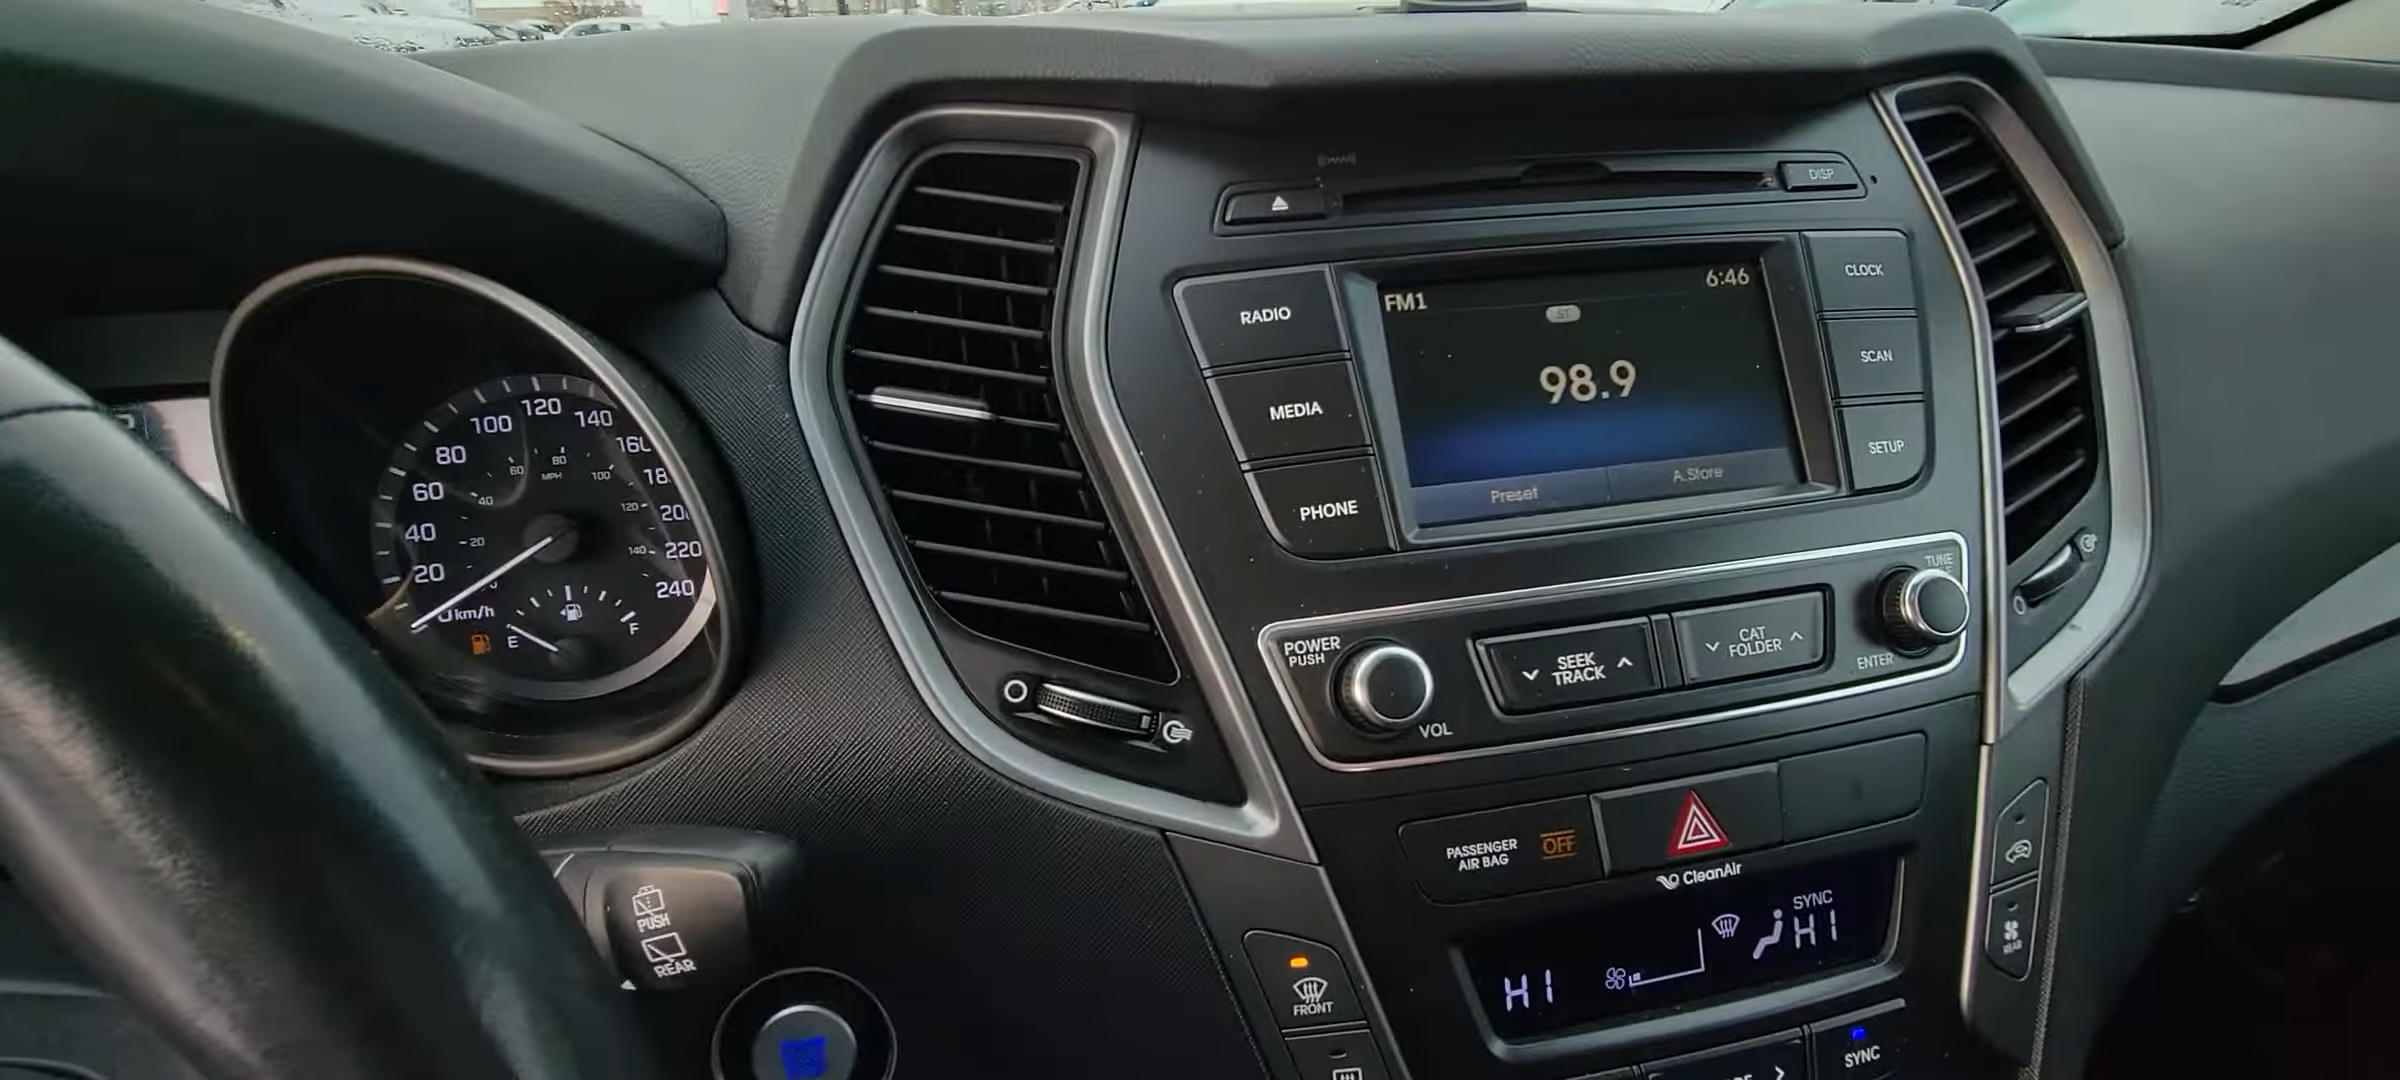 DISP
RADIO
MEDIA
PHONE
FM1
6:46
ST
98.9
Preset
A.Store
CLOCK
SCAN
SETUP
POWER
PUSH
VOL
SEEK
TRACK
CAT
FOLDER
TUNE
ENTER
PASSENGER
AIR BAG
OFF
CleanAir
HI
SYNC
HI
FRONT
REAR
SYNC
20
40
60
80
100
120
140
220
240
km/h
20
40
60
80
100
120
140
MPH
E
F
PUSH
REAR